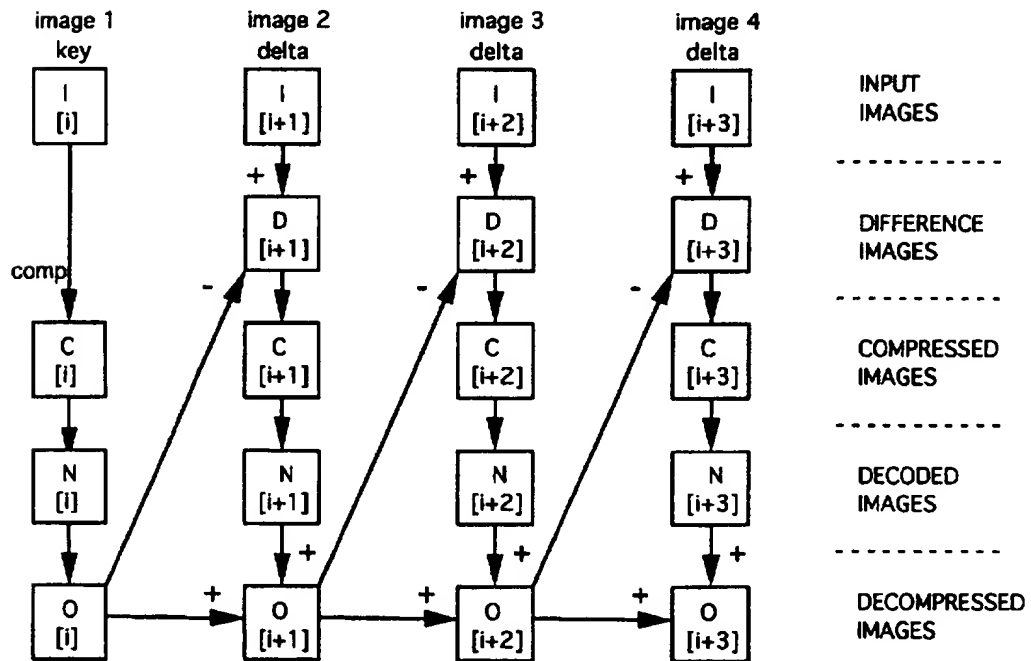 image 1
key
image 2
delta
image 3
delta
image 4
delta
I
[i]
I
[i+1]
I
[i+2}
I
[i+3]
INPUT
IMAGES
+
+
+
D
[i+1]
D
[i+2]
D
[i+3]
DIFFERENCE
IMAGES
comp
-
-
-
C
[i]
C
[i+1]
C
[i+2]
C
[i+3]
COMPRESSED
IMAGES
N
[i]
N
[i+1]
N
[i+2]
N
[i+3]
DECODED
IMAGES
+
+
+
O
[i]
+
O
[i+1]
+
O
[i+2]
+
O
[i+3]
DECOMPRESSED
IMAGES